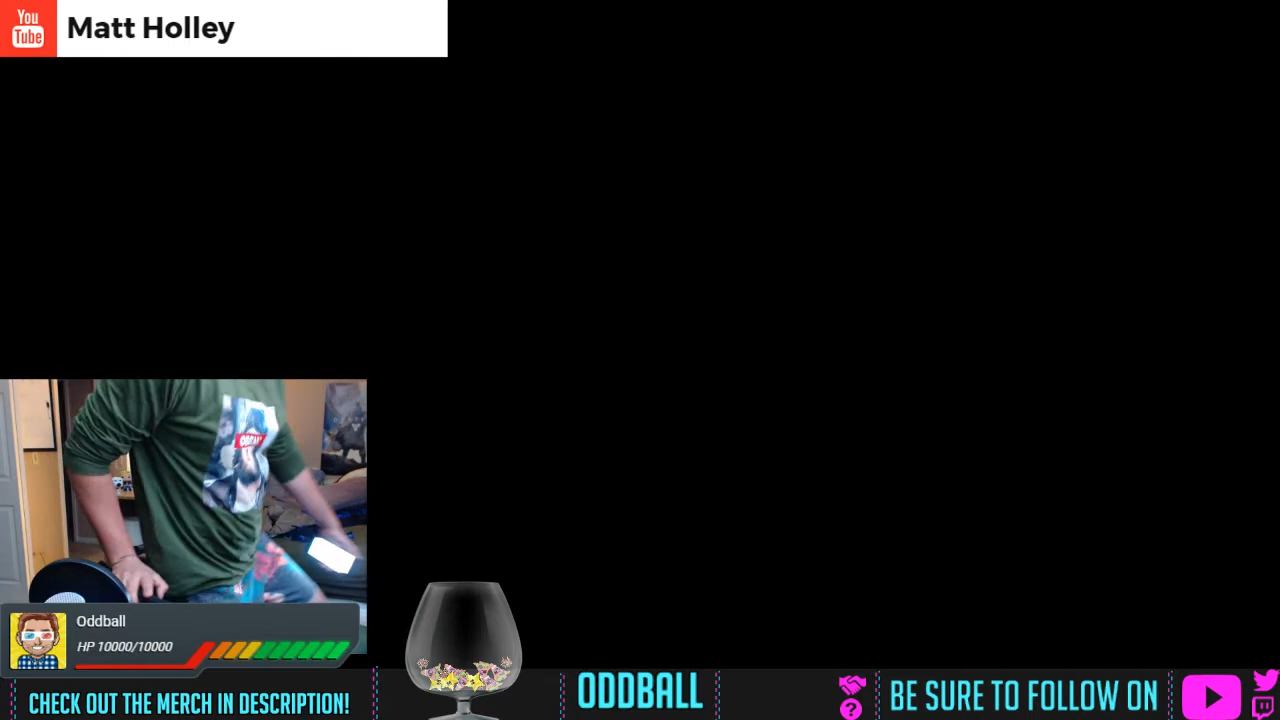 You
Tube
Matt Holley
Oddball
HP 10000/10000
CHECK OUT THE MERCH IN DESCRIPTION!
ODDBALL
?
BE SURE TO FOLLOW ON